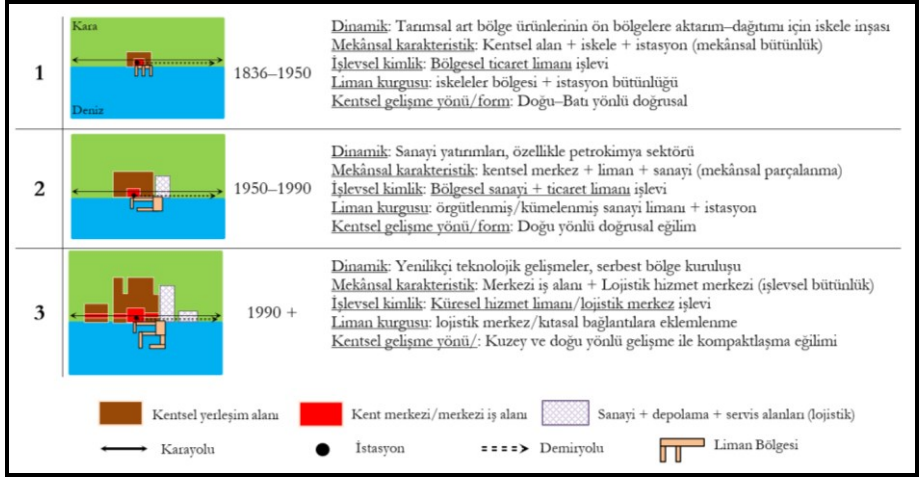 Kara
Deniz
1
1836–1950
Dinamik: Tarımsal art bölge ürünlerinin ön bölgelere aktarım–dağıtımı için iskele inşası
Mekânsal karakteristik: Kentsel alan + iskele + istasyon (mekânsal bütünlük)
İşlevsel kimlik: Bölgesel ticaret limanı işlevi
Liman kurgusu: iskeleler bölgesi + istasyon bütünlüğü
Kentsel gelişme yönü/form: Doğu–Batı yönlü doğrusal
2
1950–1990
Dinamik: Sanayi yatırımları, özellikle petrokimya sektörü
Mekânsal karakteristik: kentsel merkez + liman + sanayi (mekânsal parçalanma)
İşlevsel kimlik: Bölgesel sanayi + ticaret limanı işlevi
Liman kurgusu: örgütlenmiş/kümelenmiş sanayi limanı + istasyon
Kentsel gelişme yönü/form: Doğu yönlü doğrusal eğilim
3
1990 +
Dinamik: Yenilikçi teknolojik gelişmeler, serbest bölge kuruluşu
Mekânsal karakteristik: Merkezi iş alanı + Lojistik hizmet merkezi (işlevsel bütünlük)
İşlevsel kimlik: Küresel hizmet limanı/lojistik merkez işlevi
Liman kurgusu: lojistik merkez/kıtasal bağlantılara eklemlenme
Kentsel gelişme yönü/: Kuzey ve doğu yönlü gelişme ile kompaktlaşma eğilimi
Kentsel yerleşim alanı
Kent merkezi/merkezi iş alanı
Sanayi + depolama + servis alanları (lojistik)
Karayolu
İstasyon
Demiryolu
Liman Bölgesi